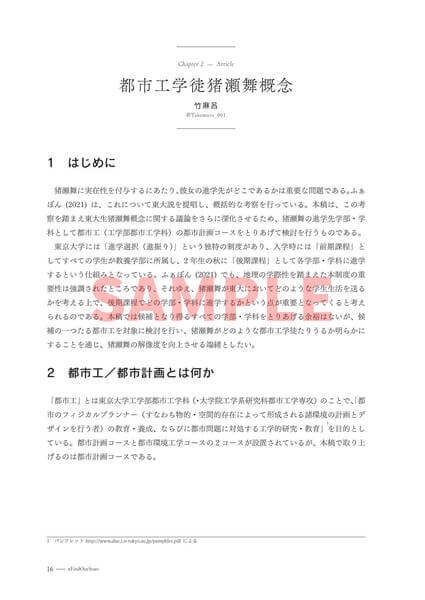 Chapter 2 — Article
都市工学徒猪瀬舞概念
竹麻呂
@Takemaro_001
1 はじめに
猪瀬舞に実在性を付与するにあたり、彼女の進学先がどこであるかは重要な問題である。ふぁ
ぼん (2021) は、これについて東大説を提唱し、概括的な考察を行っている。本稿は、この考
察を踏まえ東大生猪瀬舞概念に関する議論をさらに深化させるため、猪瀬舞の進学先学部・学
科として都市工（工学部都市工学科）の都市計画コースをとりあげて検討を行うものである。
東京大学には「進学選択（進振り）」という独特の制度があり、入学時には「前期課程」と
してすべての学生が教養学部に所属し、2 年生の秋に「後期課程」として各学部・学科に進学
するという仕組みとなっている。ふぁぼん (2021) でも、地理の学際性を踏まえた本制度の重
要性は強調されたところであり、それゆえ、猪瀬舞が東大においてどのような学生生活を送る
かを考える上で、後期課程でどの学部・学科に進学するかという点が重要となってくると考え
られるのである。本稿では候補となり得るすべての学部・学科をとりあげる余裕はないが、候
補の一つたる都市工を対象に検討を行い、猪瀬舞がどのような都市工学徒たりうるか明らかに
することを通じ、猪瀬舞の解像度を向上させる端緒としたい。
SAMPLE
2 都市工／都市計画とは何か
「都市工」とは東京大学工学部都市工学科（・大学院工学系研究科都市工学専攻）のことで、「都
市のフィジカルプランナー（すなわち物的・空間的存在によって形成される諸環境の計画とデ
ザインを行う者）の教育・養成、ならびに都市問題に対処する工学的研究・教育」1を目的とし
ている。都市計画コースと都市環境工学コースの 2 コースが設置されているが、本稿で取り上
げるのは都市計画コースである。
1 パンフレット http://www.due.t.u-tokyo.ac.jp/pamphlet.pdf による
16 —